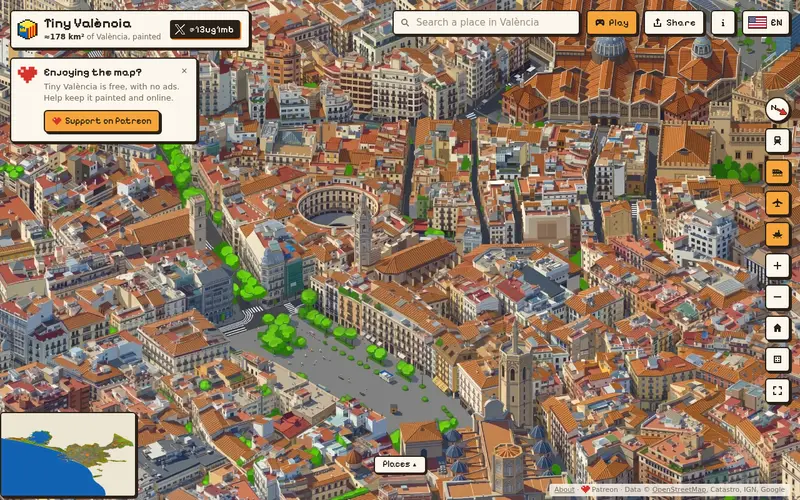 Tiny València
≈178 km² of València, painted
@i3ug1mb
Search a place in València
Play
Share
i
EN
Enjoying the map?
×
Tiny València is free, with no ads.
Help keep it painted and online.
Support on Patreon
N
+
−
Places ▴
About · ❤ Patreon · Data © OpenStreetMap, Catastro, IGN, Google